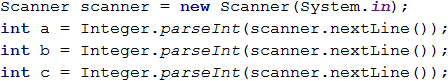 Scanner scanner = new Scanner(System.in);
int a = Integer.parseInt(scanner.nextLine());
int b = Integer.parseInt(scanner.nextLine());
int c = Integer.parseInt(scanner.nextLine());